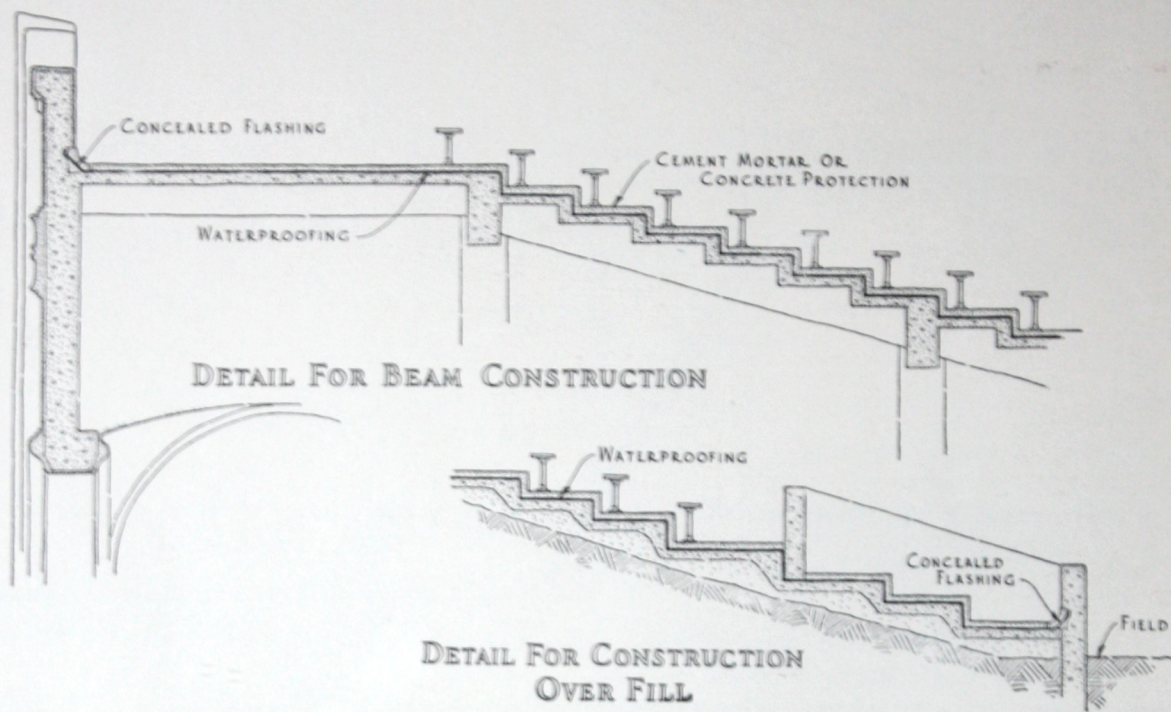 CONCEALED FLASHING
CEMENT MORTAR OR
CONCRETE PROTECTION
WATERPROOFING
DETAIL FOR BEAM CONSTRUCTION
WATERPROOFING
CONCEALED
FLASHING
FIELD
DETAIL FOR CONSTRUCTION
OVER FILL